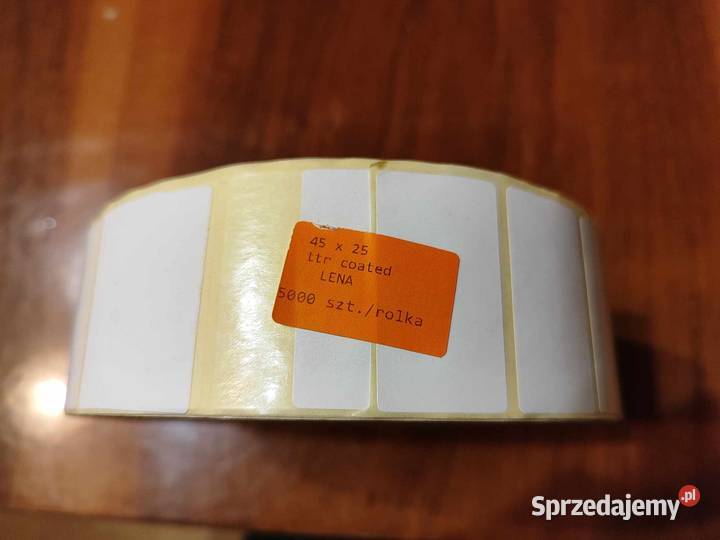 45 x 25
ttr coated
LENA
5000 szt./rolka
Sprzedajemy.pl